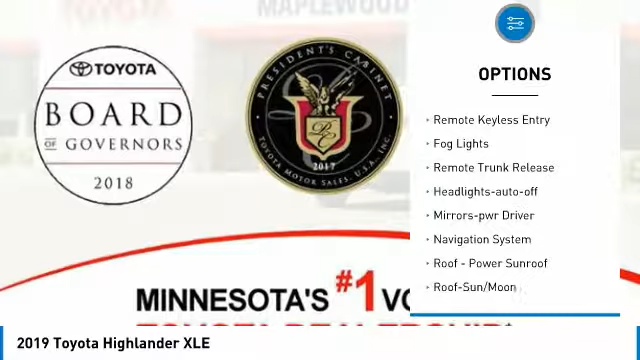 MAPLEWOOD
TOYOTA
BOARD
OF GOVERNORS
2018
PRESIDENT'S CABINET
2017
TOYOTA MOTOR SALES, U.S.A., INC.
OPTIONS
Remote Keyless Entry
Fog Lights
Remote Trunk Release
Headlights-auto-off
Mirrors-pwr Driver
Navigation System
Roof - Power Sunroof
Roof-Sun/Moon
MINNESOTA'S #1 VO
2019 Toyota Highlander XLE